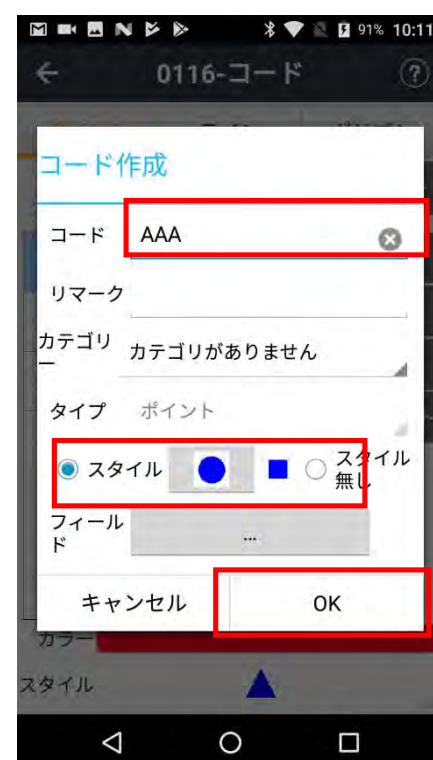 91% 10:11
0116-コード
?
コード作成
コード AAA
リマーク
カテゴリ
ー
カテゴリがありません
タイプ ポイント
スタイル
スタイル
無し
フィール
ド
...
キャンセル OK
カラー
スタイル